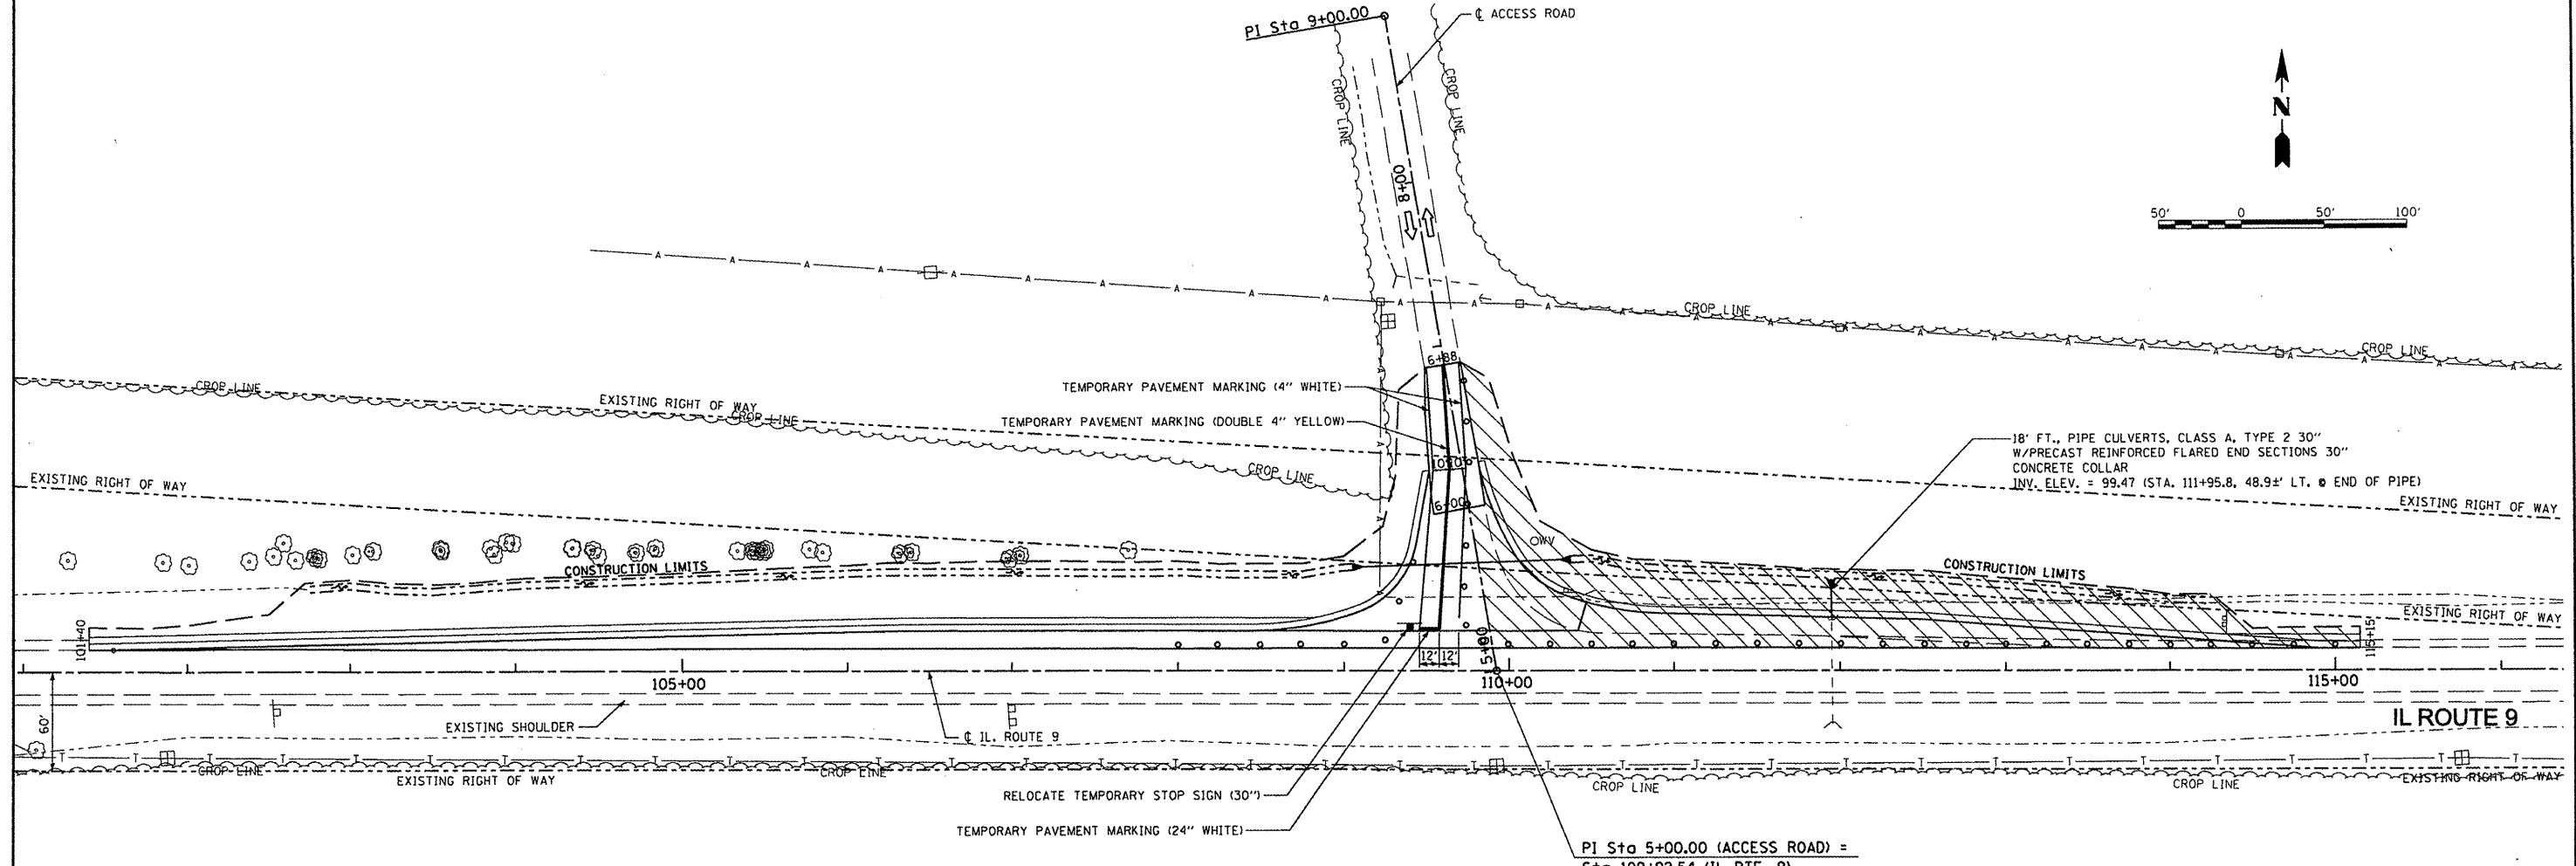 PI Sta 9+00.00
℄ ACCESS ROAD
CROP LINE
CROP LINE
N
8+00
50' 0 50' 100'
A A A A A A A A A A A A A A A A A A A A A A A A
CROP LINE
CROP LINE
6+88
CROP LINE
TEMPORARY PAVEMENT MARKING (4" WHITE)
EXISTING RIGHT OF WAY
CROP LINE
TEMPORARY PAVEMENT MARKING (DOUBLE 4" YELLOW)
18' FT., PIPE CULVERTS, CLASS A, TYPE 2 30"
W/PRECAST REINFORCED FLARED END SECTIONS 30"
CONCRETE COLLAR
INV. ELEV. = 99.47 (STA. 111+95.8, 48.9±' LT. @ END OF PIPE)
CROP LINE
EXISTING RIGHT OF WAY
EXISTING RIGHT OF WAY
6+00
OWV
CONSTRUCTION LIMITS
CONSTRUCTION LIMITS
EXISTING RIGHT OF WAY
101+40
115+15
12' 12'
5+00
105+00
110+00
115+00
60'
EXISTING SHOULDER
℄ IL. ROUTE 9
IL ROUTE 9
T T T T T T T T T T T T T T T T T T T T T T T T T T T T T T T T
CROP LINE
CROP LINE
EXISTING RIGHT OF WAY
CROP LINE
CROP LINE
EXISTING RIGHT OF WAY
RELOCATE TEMPORARY STOP SIGN (30")
TEMPORARY PAVEMENT MARKING (24" WHITE)
PI Sta 5+00.00 (ACCESS ROAD) =